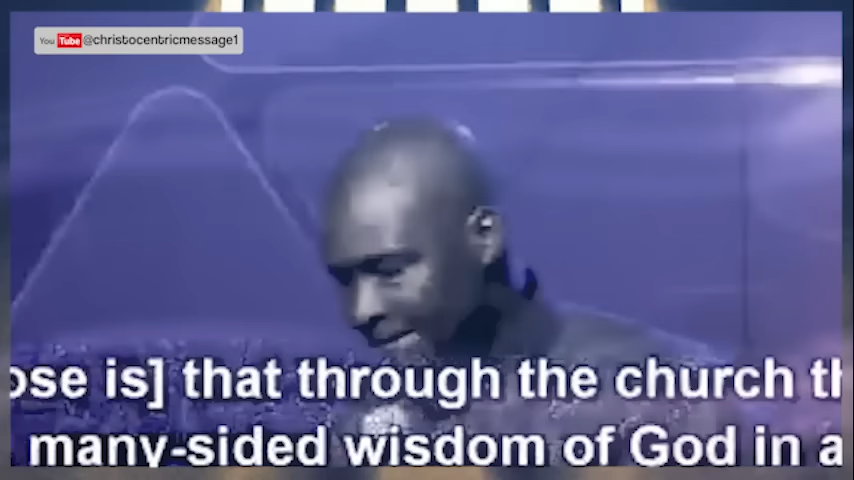 You Tube @christocentricmessage1
ose is] that through the church th
many-sided wisdom of God in a